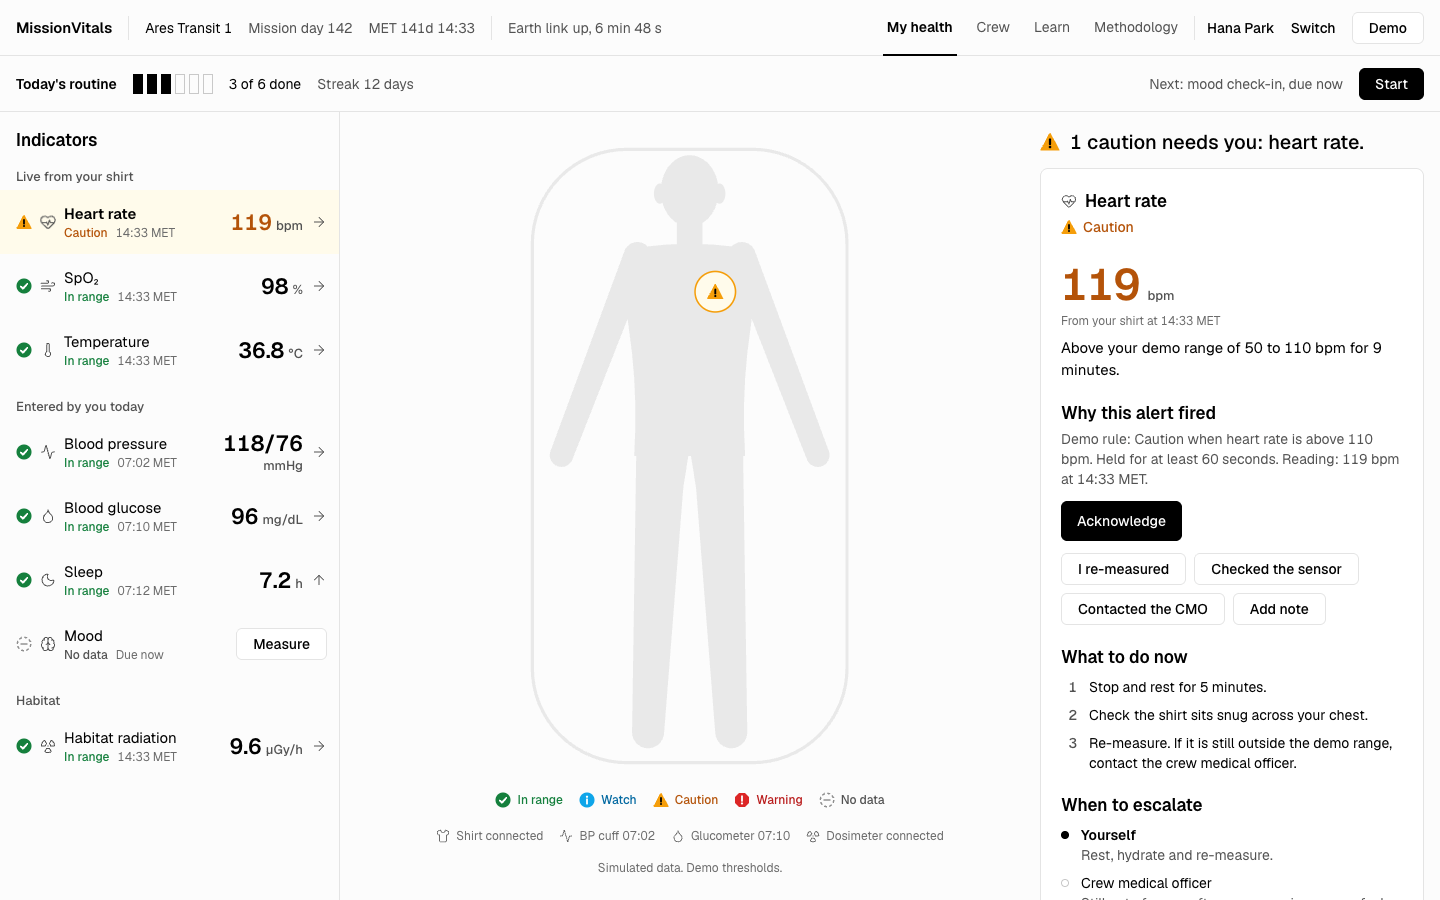 MissionVitals
Ares Transit 1 Mission day 142 MET 141d 14:33 Earth link up, 6 min 48 s
My health Crew Learn Methodology Hana Park Switch Demo
Today's routine 3 of 6 done Streak 12 days
Next: mood check-in, due now Start
Indicators
Live from your shirt
Heart rate
Caution 14:33 MET
119 bpm
SpO₂
In range 14:33 MET
98 %
Temperature
In range 14:33 MET
36.8 °C
Entered by you today
Blood pressure
In range 07:02 MET
118/76
mmHg
Blood glucose
In range 07:10 MET
96 mg/dL
Sleep
In range 07:12 MET
7.2 h
Mood
No data Due now
Measure
Habitat
Habitat radiation
In range 14:33 MET
9.6 µGy/h
In range Watch Caution Warning No data
Shirt connected BP cuff 07:02 Glucometer 07:10 Dosimeter connected
Simulated data. Demo thresholds.
1 caution needs you: heart rate.
Heart rate
Caution
119 bpm
From your shirt at 14:33 MET
Above your demo range of 50 to 110 bpm for 9
minutes.
Why this alert fired
Demo rule: Caution when heart rate is above 110
bpm. Held for at least 60 seconds. Reading: 119 bpm
at 14:33 MET.
Acknowledge
I re-measured Checked the sensor
Contacted the CMO Add note
What to do now
1 Stop and rest for 5 minutes.
2 Check the shirt sits snug across your chest.
3 Re-measure. If it is still outside the demo range,
contact the crew medical officer.
When to escalate
Yourself
Rest, hydrate and re-measure.
Crew medical officer